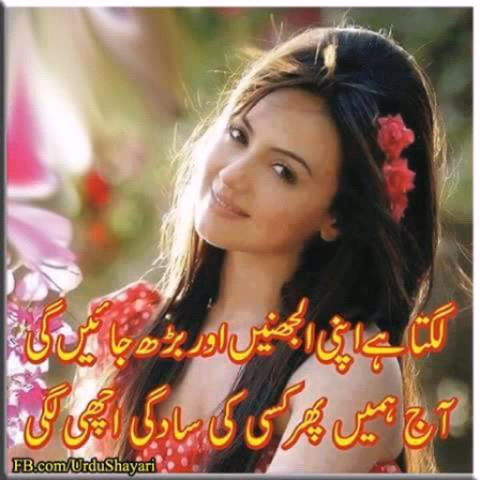 لگتا ہے اپنی الجھنیں اور بڑھ جائیں گی
آج ہمیں پھر کسی کی سادگی اچھی لگی
FB.com/UrduShayari